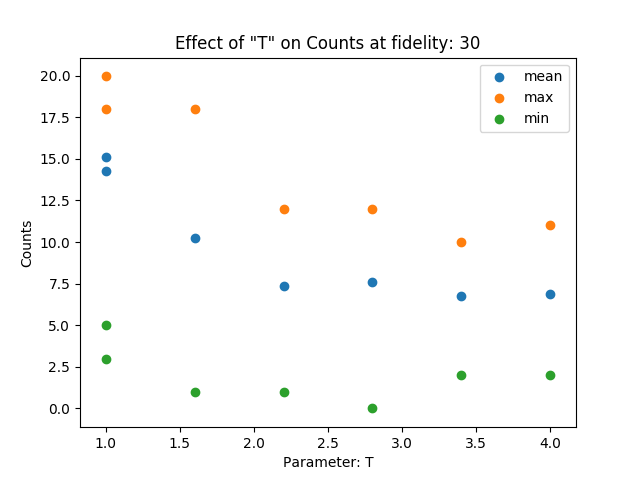 Effect of "T" on Counts at fidelity: 30
mean
max
min
20.0
17.5
15.0
12.5
10.0
7.5
5.0
2.5
0.0
Counts
1.0 1.5 2.0 2.5 3.0 3.5 4.0
Parameter: T